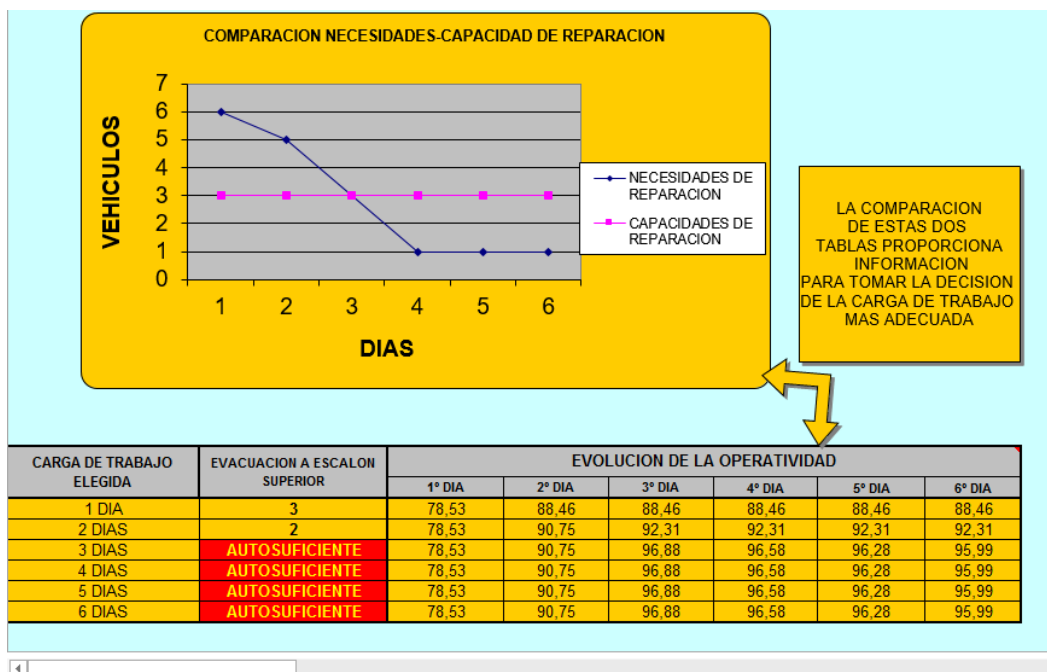 COMPARACION NECESIDADES-CAPACIDAD DE REPARACION
7
6
5
4
3
2
1
0
VEHICULOS
1 2 3 4 5 6
DIAS
NECESIDADES DE
REPARACION
CAPACIDADES DE
REPARACION
LA COMPARACION
DE ESTAS DOS
TABLAS PROPORCIONA
INFORMACION
PARA TOMAR LA DECISION
DE LA CARGA DE TRABAJO
MAS ADECUADA
CARGA DE TRABAJO
ELEGIDA
EVACUACION A ESCALON
SUPERIOR
EVOLUCION DE LA OPERATIVIDAD
1º DIA 2º DIA 3º DIA 4º DIA 5º DIA 6º DIA
1 DIA 3 78,53 88,46 88,46 88,46 88,46 88,46
2 DIAS 2 78,53 90,75 92,31 92,31 92,31 92,31
3 DIAS AUTOSUFICIENTE 78,53 90,75 96,88 96,58 96,28 95,99
4 DIAS AUTOSUFICIENTE 78,53 90,75 96,88 96,58 96,28 95,99
5 DIAS AUTOSUFICIENTE 78,53 90,75 96,88 96,58 96,28 95,99
6 DIAS AUTOSUFICIENTE 78,53 90,75 96,88 96,58 96,28 95,99